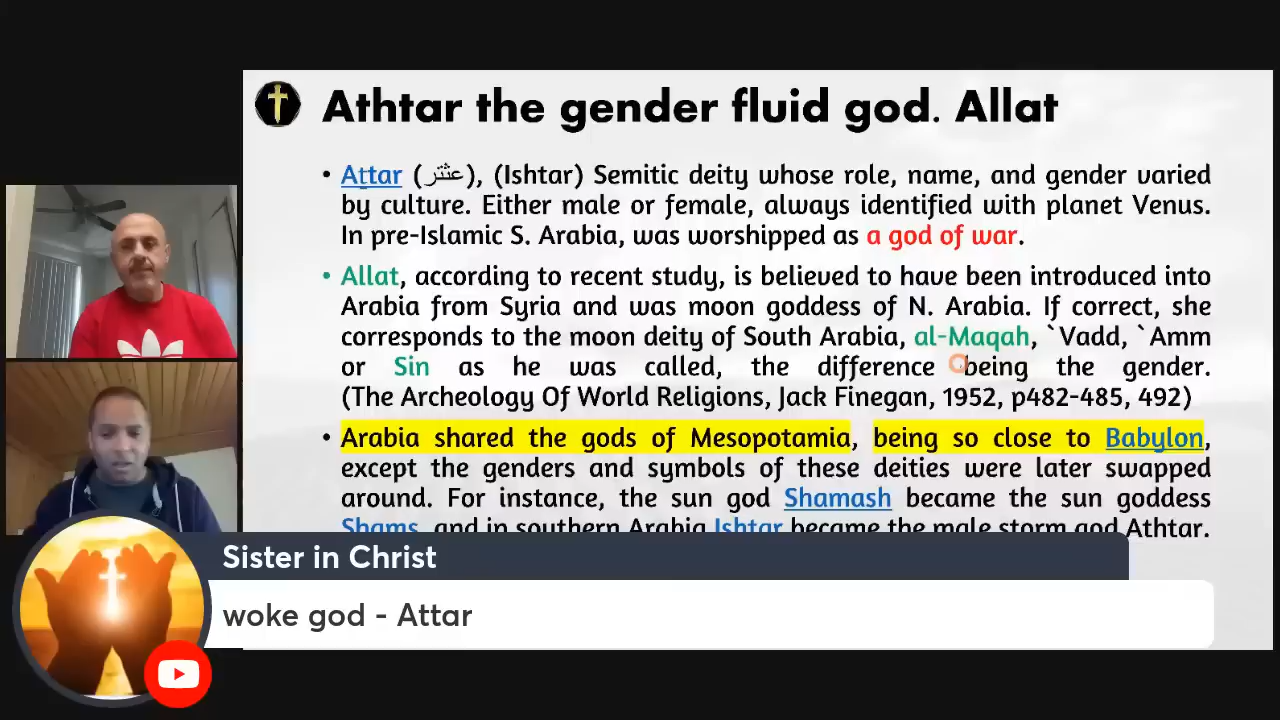 Athtar the gender fluid god. Allat
• Aṯtar (عثتر), (Ishtar) Semitic deity whose role, name, and gender varied
by culture. Either male or female, always identified with planet Venus.
In pre-Islamic S. Arabia, was worshipped as a god of war.
• Allat, according to recent study, is believed to have been introduced into
Arabia from Syria and was moon goddess of N. Arabia. If correct, she
corresponds to the moon deity of South Arabia, al-Maqah, `Vadd, `Amm
or Sin as he was called, the difference being the gender.
(The Archeology Of World Religions, Jack Finegan, 1952, p482-485, 492)
• Arabia shared the gods of Mesopotamia, being so close to Babylon,
except the genders and symbols of these deities were later swapped
around. For instance, the sun god Shamash became the sun goddess
Shams, and in southern Arabia Ishtar became the male storm god Athtar.
Sister in Christ
woke god - Attar